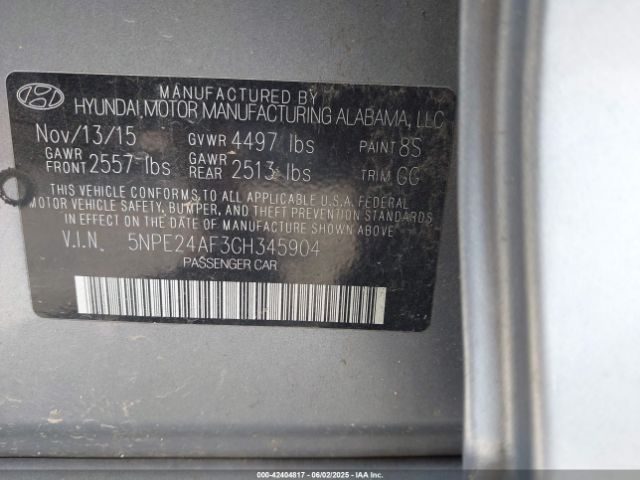 MANUFACTURED BY
HYUNDAI MOTOR MANUFACTURING ALABAMA, LLC
Nov/13/15 GVWR 4497 lbs PAINT 8S
GAWR FRONT 2557 lbs GAWR REAR 2513 lbs TRIM GG
THIS VEHICLE CONFORMS TO ALL APPLICABLE U.S.A. FEDERAL
MOTOR VEHICLE SAFETY, BUMPER, AND THEFT PREVENTION STANDARDS
IN EFFECT ON THE DATE OF MANUFACTURE SHOWN ABOVE.
V.I.N. 5NPE24AF3GH345904
PASSENGER CAR
000-42404817 - 06/02/2025 - IAAI - IAA Inc.